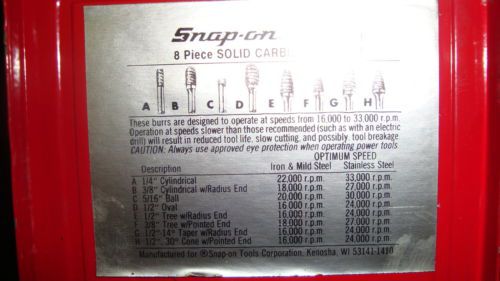 Snap-on
8 Piece SOLID
A B C D E F G H
These burrs are designed to operate at speeds from 16,000 to 33,000 r.p.m.
Operation at speeds slower than those recommended (such as with an electric
drill) will result in reduced tool life, slow cutting, and possibly, tool breakage
CAUTION: Always use approved eye protection when operating power tools
OPTIMUM SPEED
Description Iron & Mild Steel Stainless Steel
A 1/4" Cylindrical 22,000 r.p.m. 33,000 r.p.m.
B 3/8" Cylindrical w/Radius End 18,000 r.p.m. 27,000 r.p.m.
C 5/16" Ball 20,000 r.p.m. 30,000 r.p.m.
D 1/2" Oval 16,000 r.p.m. 24,000 r.p.m.
E 1/2" Tree w/Radius End 16,000 r.p.m. 24,000 r.p.m.
F 3/8" Tree w/Pointed End 18,000 r.p.m. 27,000 r.p.m.
G 1/2"-14° Taper w/Radius End 16,000 r.p.m. 24,000 r.p.m.
H 1/2", 30° Cone w/Pointed End 16,000 r.p.m. 24,000 r.p.m.
Manufactured for ®Snap-on Tools Corporation, Kenosha, WI 53141-1410